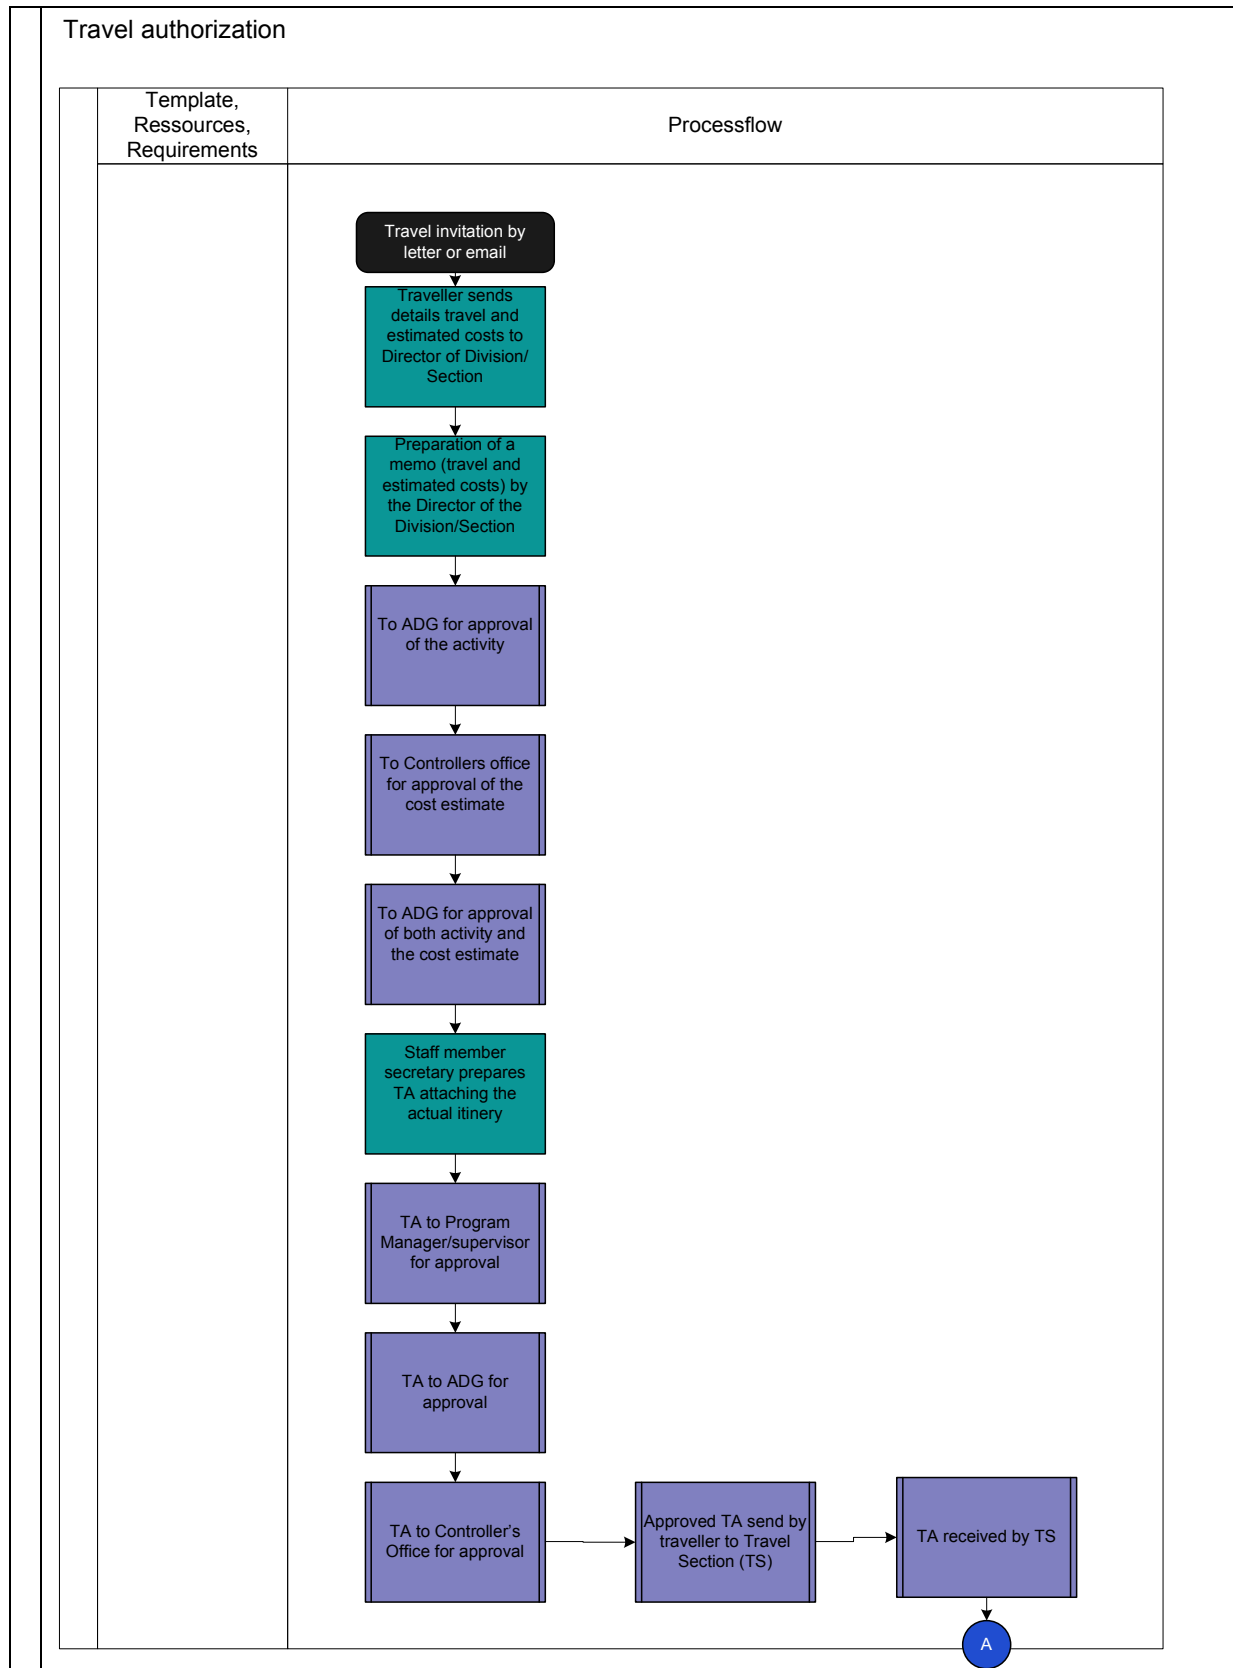 Travel authorization
Template,
Ressources,
Requirements
Processflow
Travel invitation by
letter or email
Traveller sends
details travel and
estimated costs to
Director of Division/
Section
Preparation of a
memo (travel and
estimated costs) by
the Director of the
Division/Section
To ADG for approval
of the activity
To Controllers office
for approval of the
cost estimate
To ADG for approval
of both activity and
the cost estimate
Staff member
secretary prepares
TA attaching the
actual itinery
TA to Program
Manager/supervisor
for approval
TA to ADG for
approval
TA to Controller's
Office for approval
Approved TA send by
traveller to Travel
Section (TS)
TA received by TS
A